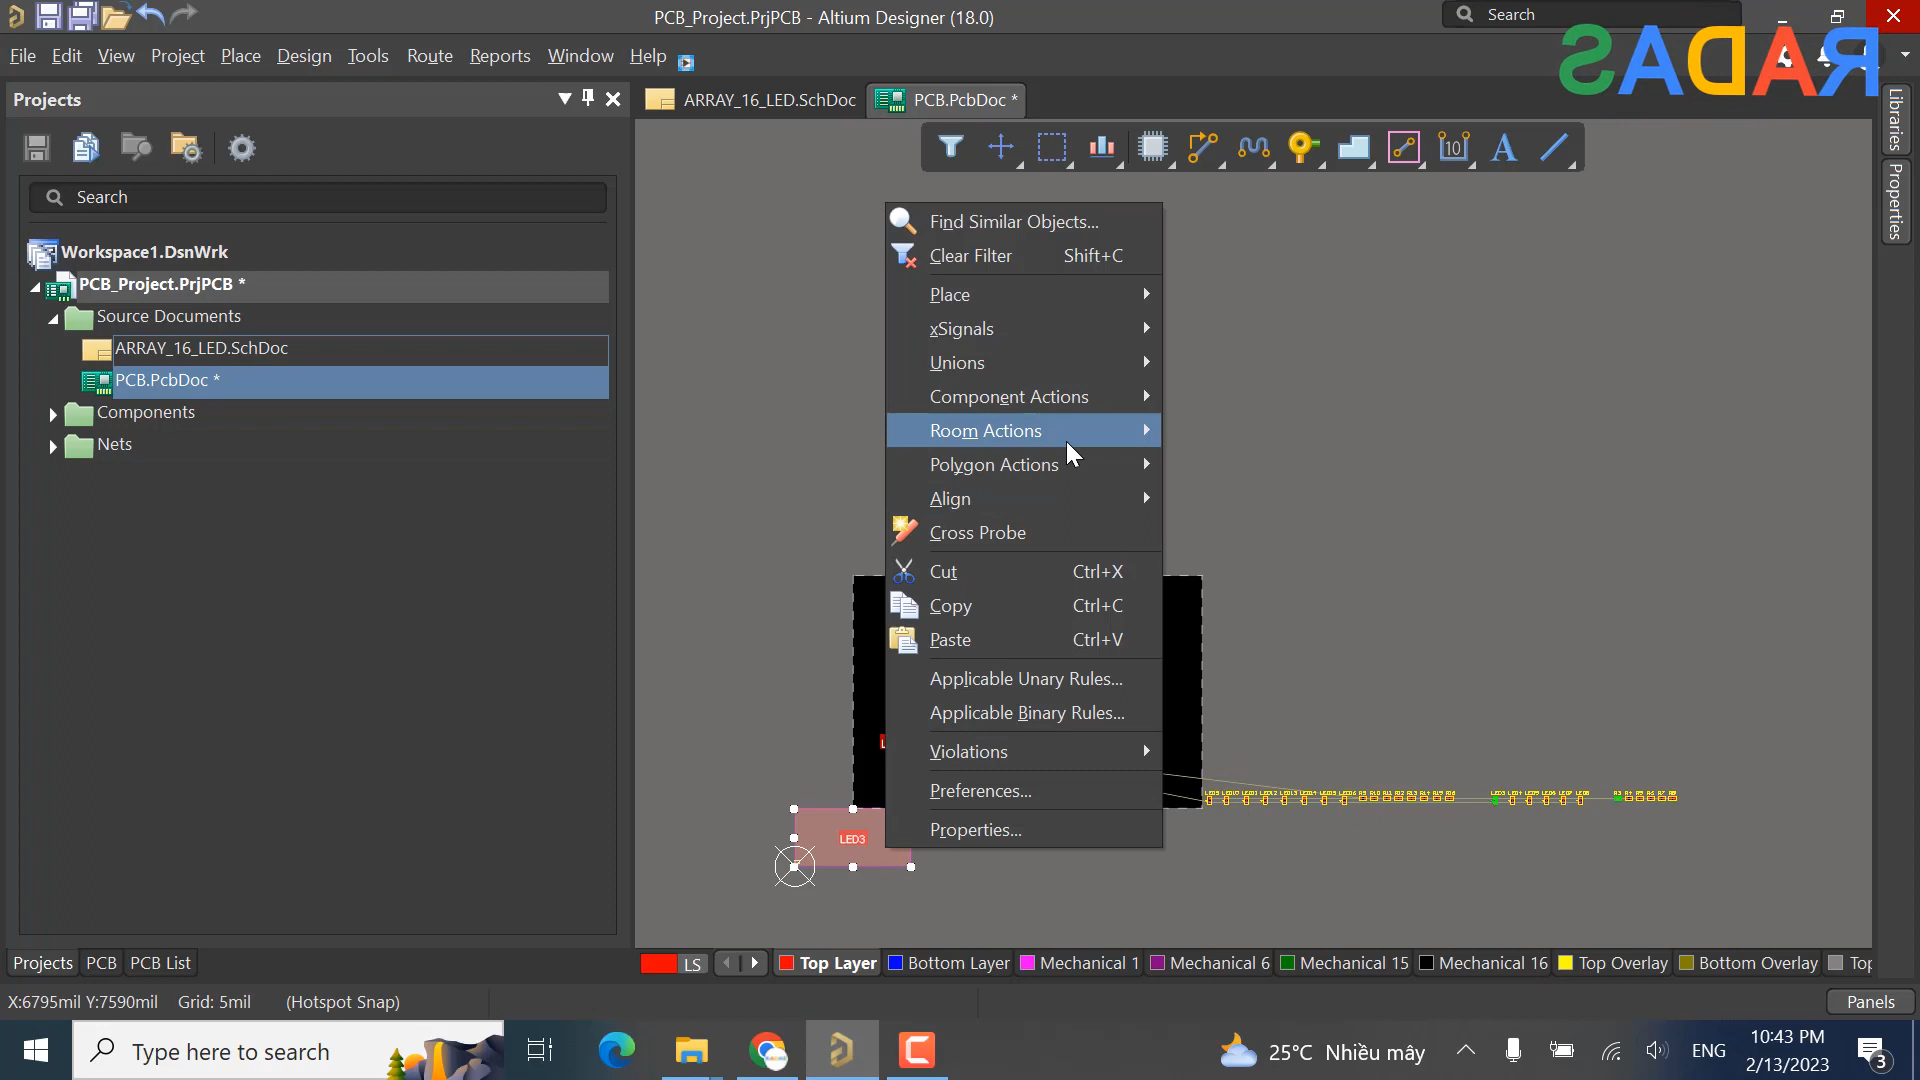 PCB_Project.PrjPCB - Altium Designer (18.0)
Search
File Edit View Project Place Design Tools Route Reports Window Help
RADAS
Projects
ARRAY_16_LED.SchDoc
PCB.PcbDoc *
Libraries
Properties
10
Search
Workspace1.DsnWrk
PCB_Project.PrjPCB *
Source Documents
ARRAY_16_LED.SchDoc
PCB.PcbDoc *
Components
Nets
Find Similar Objects...
Clear Filter Shift+C
Place
xSignals
Unions
Component Actions
Room Actions
Polygon Actions
Align
Cross Probe
Cut Ctrl+X
Copy Ctrl+C
Paste Ctrl+V
Applicable Unary Rules...
Applicable Binary Rules...
Violations
Preferences...
Properties...
LED3
Projects PCB PCB List
LS
Top Layer Bottom Layer Mechanical 1 Mechanical 6 Mechanical 15 Mechanical 16 Top Overlay Bottom Overlay Top
X:6795mil Y:7590mil Grid: 5mil (Hotspot Snap)
Panels
Type here to search
25°C Nhiều mây
ENG
10:43 PM
2/13/2023
3